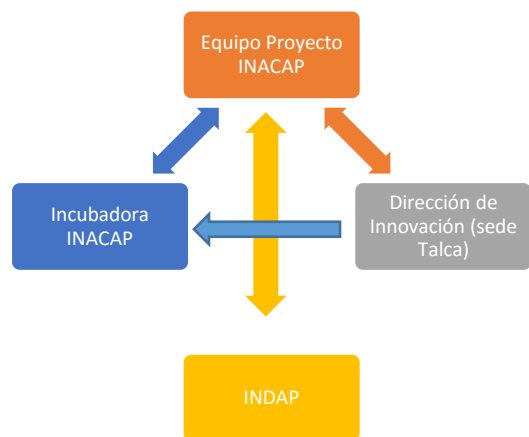 Equipo Proyecto
INACAP
Incubadora
INACAP
Dirección de
Innovación (sede
Talca)
INDAP